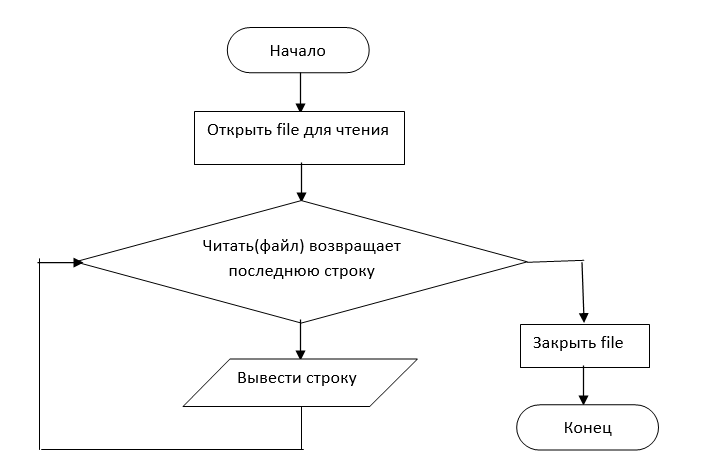 Начало
Открыть file для чтения
Читать(файл) возвращает
последнюю строку
Вывести строку
Закрыть file
Конец